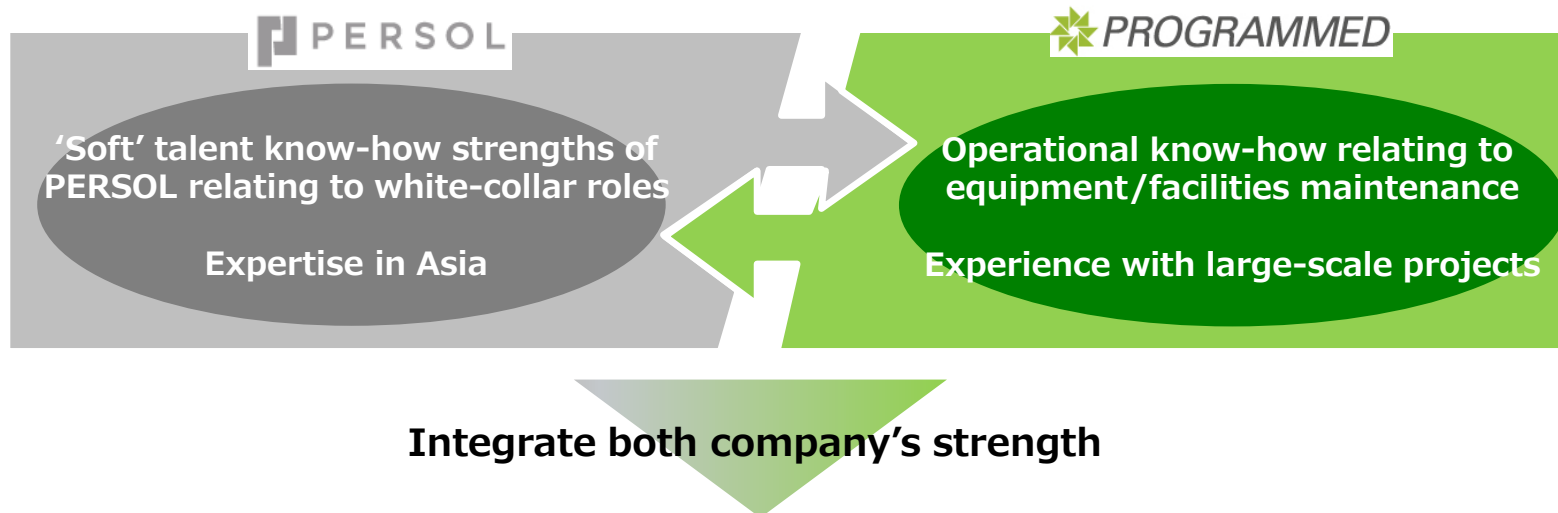 PERSOL
PROGRAMMED
‘Soft’ talent know-how strengths of
PERSOL relating to white-collar roles
Expertise in Asia
Operational know-how relating to
equipment/facilities maintenance
Experience with large-scale projects
Integrate both company’s strength